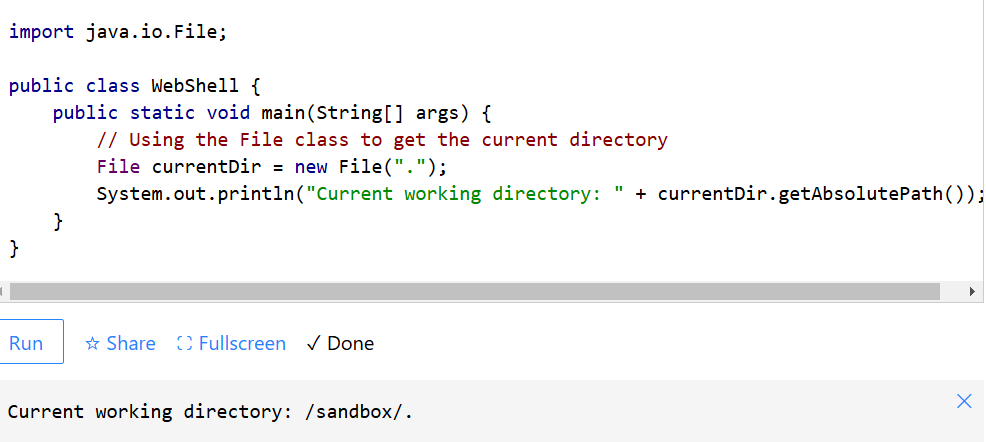 import java.io.File;
public class WebShell {
    public static void main(String[] args) {
        // Using the File class to get the current directory
        File currentDir = new File(".");
        System.out.println("Current working directory: " + currentDir.getAbsolutePath());
    }
}
Run ☆ Share ⛶ Fullscreen ✓ Done
Current working directory: /sandbox/.